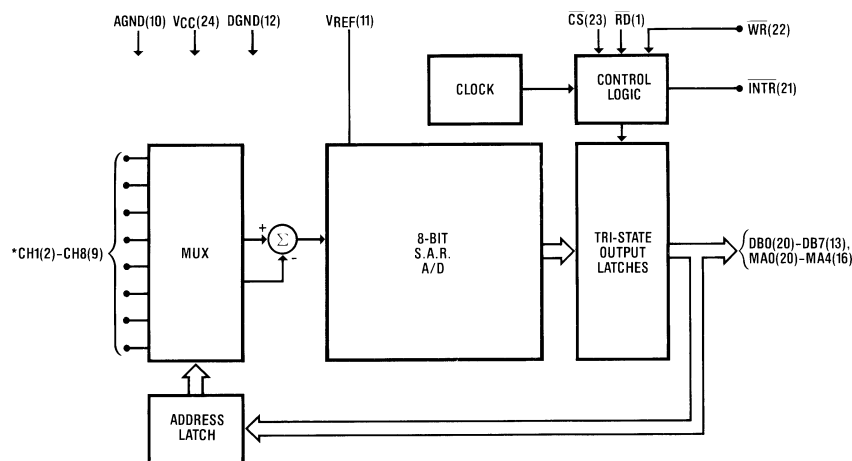 AGND(10) VCC(24) DGND(12) VREF(11) CS(23) RD(1) WR(22)
CLOCK
CONTROL
LOGIC
INTR(21)
*CH1(2)-CH8(9)
MUX
+
Σ
-
8-BIT
S.A.R.
A/D
TRI-STATE
OUTPUT
LATCHES
DB0(20)-DB7(13),
MA0(20)-MA4(16)
ADDRESS
LATCH